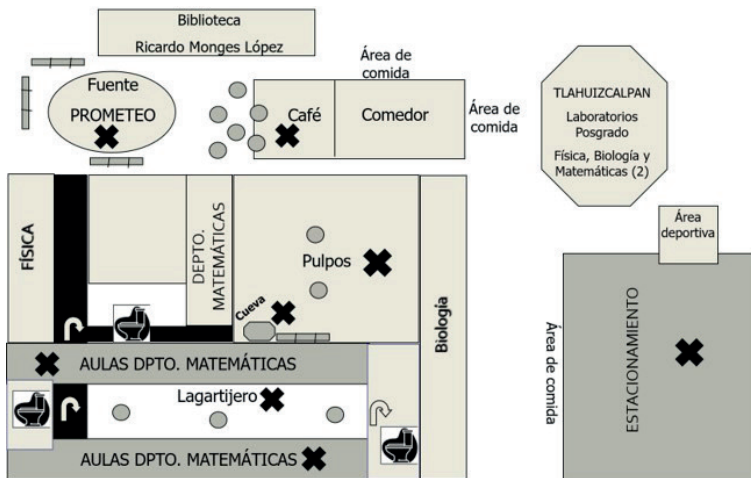 Biblioteca
Ricardo Monges López
Área de
comida
Fuente
PROMETEO
Café
Comedor
Área de
comida
TLAHUIZCALPAN
Laboratorios
Posgrado
Física, Biología y
Matemáticas (2)
FÍSICA
DEPTO.
MATEMÁTICAS
Pulpos
Cueva
Biología
Área
deportiva
Área de comida
ESTACIONAMIENTO
AULAS DPTO. MATEMÁTICAS
Lagartijero
AULAS DPTO. MATEMÁTICAS